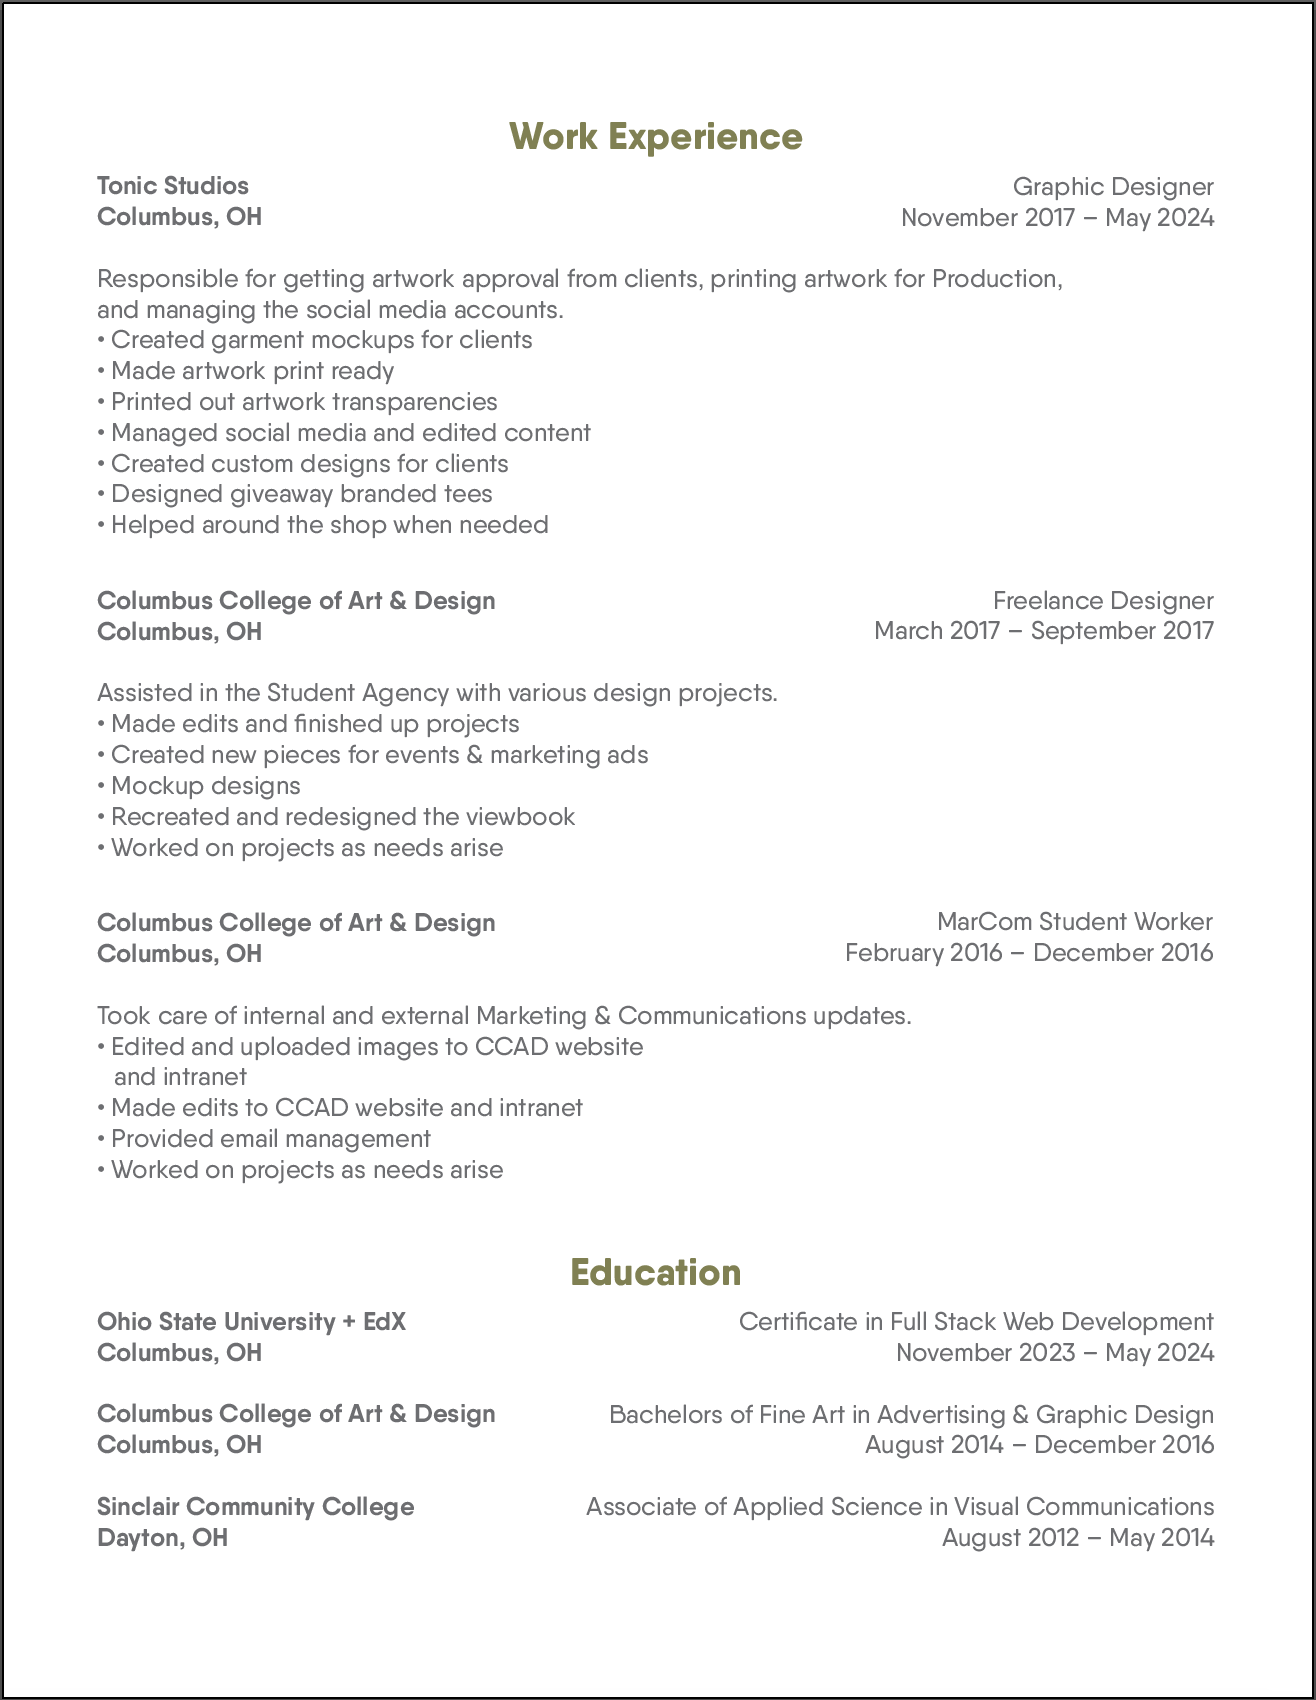 Work Experience
Tonic Studios
Graphic Designer
Columbus, OH
November 2017 – May 2024
Responsible for getting artwork approval from clients, printing artwork for Production,
and managing the social media accounts.
• Created garment mockups for clients
• Made artwork print ready
• Printed out artwork transparencies
• Managed social media and edited content
• Created custom designs for clients
• Designed giveaway branded tees
• Helped around the shop when needed
Columbus College of Art & Design
Freelance Designer
Columbus, OH
March 2017 – September 2017
Assisted in the Student Agency with various design projects.
• Made edits and finished up projects
• Created new pieces for events & marketing ads
• Mockup designs
• Recreated and redesigned the viewbook
• Worked on projects as needs arise
Columbus College of Art & Design
MarCom Student Worker
Columbus, OH
February 2016 – December 2016
Took care of internal and external Marketing & Communications updates.
• Edited and uploaded images to CCAD website
and intranet
• Made edits to CCAD website and intranet
• Provided email management
• Worked on projects as needs arise
Education
Ohio State University + EdX
Certificate in Full Stack Web Development
Columbus, OH
November 2023 – May 2024
Columbus College of Art & Design
Bachelors of Fine Art in Advertising & Graphic Design
Columbus, OH
August 2014 – December 2016
Sinclair Community College
Associate of Applied Science in Visual Communications
Dayton, OH
August 2012 – May 2014